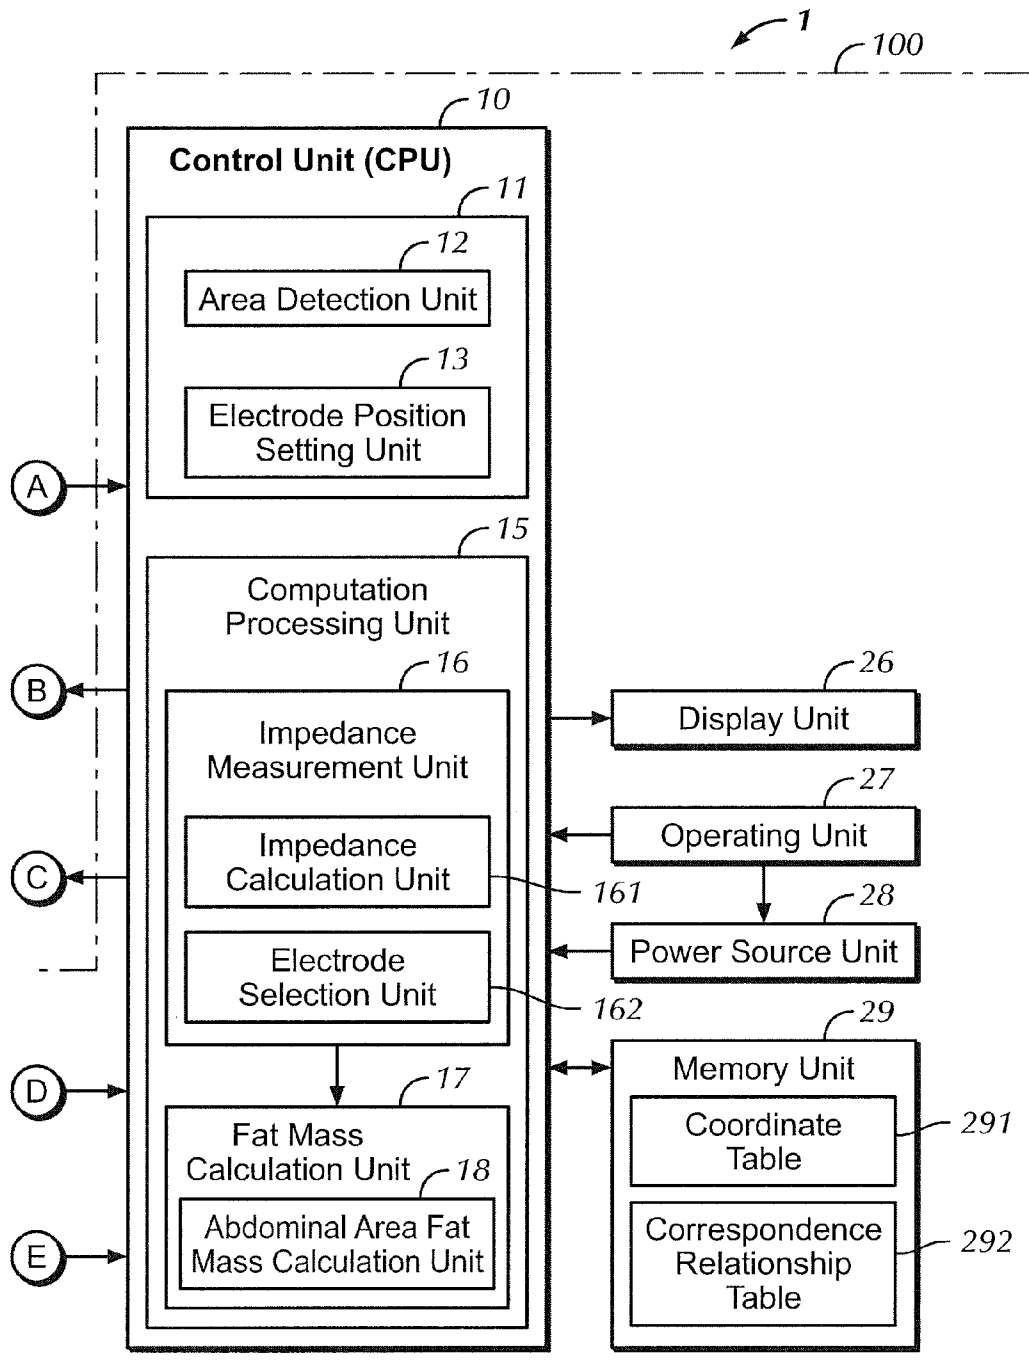 1
100
10
Control Unit (CPU)
11
12
Area Detection Unit
13
Electrode Position
Setting Unit
A
15
Computation
Processing Unit
16
Impedance
Measurement Unit
B
26
Display Unit
27
Operating Unit
Impedance
Calculation Unit
161
C
28
Power Source Unit
Electrode
Selection Unit
162
29
Memory Unit
D
17
Fat Mass
Calculation Unit
18
Abdominal Area Fat
Mass Calculation Unit
E
Coordinate
Table
291
Correspondence
Relationship
Table
292